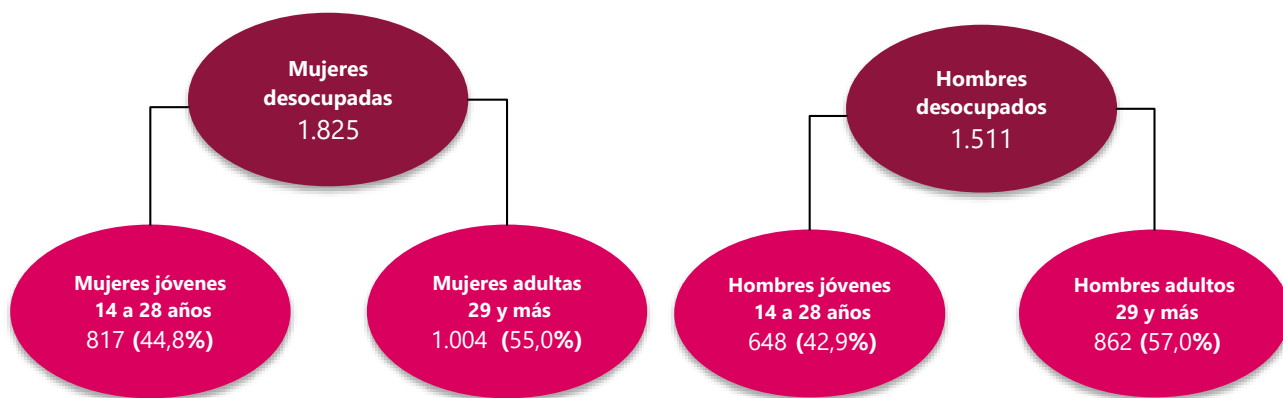 Mujeres
desocupadas
1.825
Hombres
desocupados
1.511
Mujeres jóvenes
14 a 28 años
817 (44,8%)
Mujeres adultas
29 y más
1.004 (55,0%)
Hombres jóvenes
14 a 28 años
648 (42,9%)
Hombres adultos
29 y más
862 (57,0%)